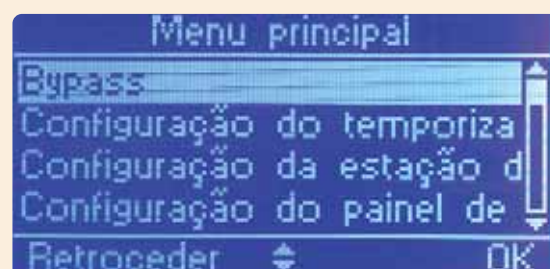 Menu principal
Bypass
Configuração do temporiza
Configuração da estação d
Configuração do painel de
Retroceder OK